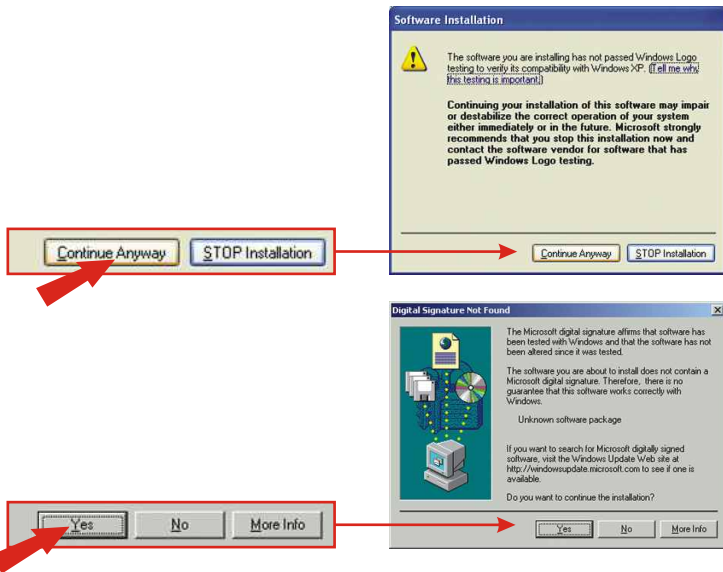 Software Installation
The software you are installing has not passed Windows Logo
testing to verify its compatibility with Windows XP. (Tell me why
this testing is important.)
Continuing your installation of this software may impair
or destabilize the correct operation of your system
either immediately or in the future. Microsoft strongly
recommends that you stop this installation now and
contact the software vendor for software that has
passed Windows Logo testing.
Continue Anyway STOP Installation
Continue Anyway STOP Installation
Digital Signature Not Found
The Microsoft digital signature affirms that software has
been tested with Windows and that the software has not
been altered since it was tested.
The software you are about to install does not contain a
Microsoft digital signature. Therefore, there is no
guarantee that this software works correctly with
Windows.
Unknown software package
If you want to search for Microsoft digitally signed
software, visit the Windows Update Web site at
http://windowsupdate.microsoft.com to see if one is
available.
Do you want to continue the installation?
Yes No More Info
Yes No More Info